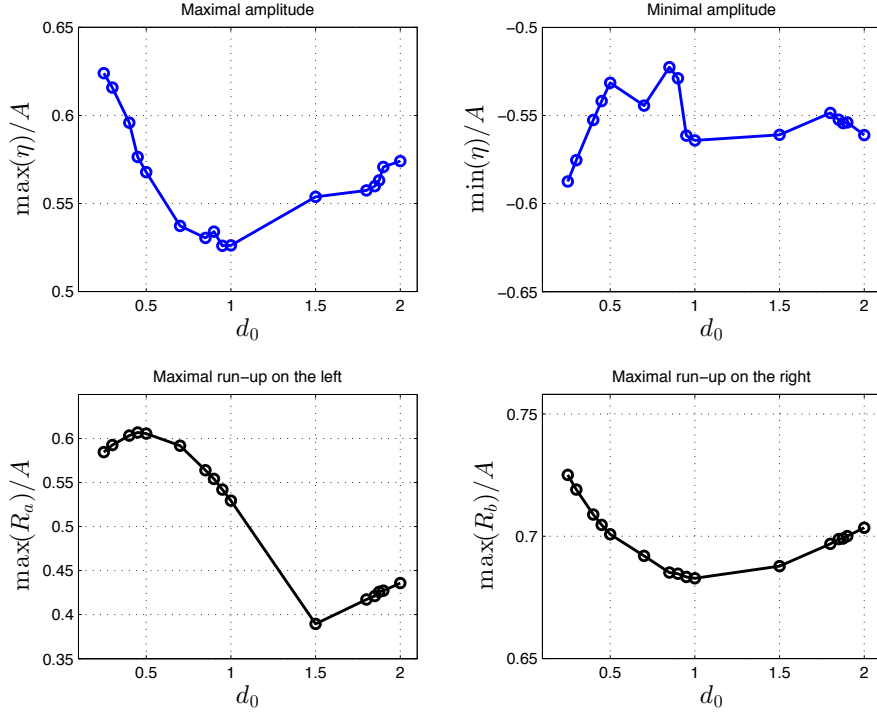 Maximal amplitude
max(η)/A
0.65
0.6
0.55
0.5
0.5
1
1.5
2
d₀
Minimal amplitude
min(η)/A
−0.5
−0.55
−0.6
−0.65
0.5
1
1.5
2
d₀
Maximal run−up on the left
max(Rₐ)/A
0.6
0.55
0.5
0.45
0.4
0.35
0.5
1
1.5
2
d₀
Maximal run−up on the right
max(R_b)/A
0.75
0.7
0.65
0.5
1
1.5
2
d₀